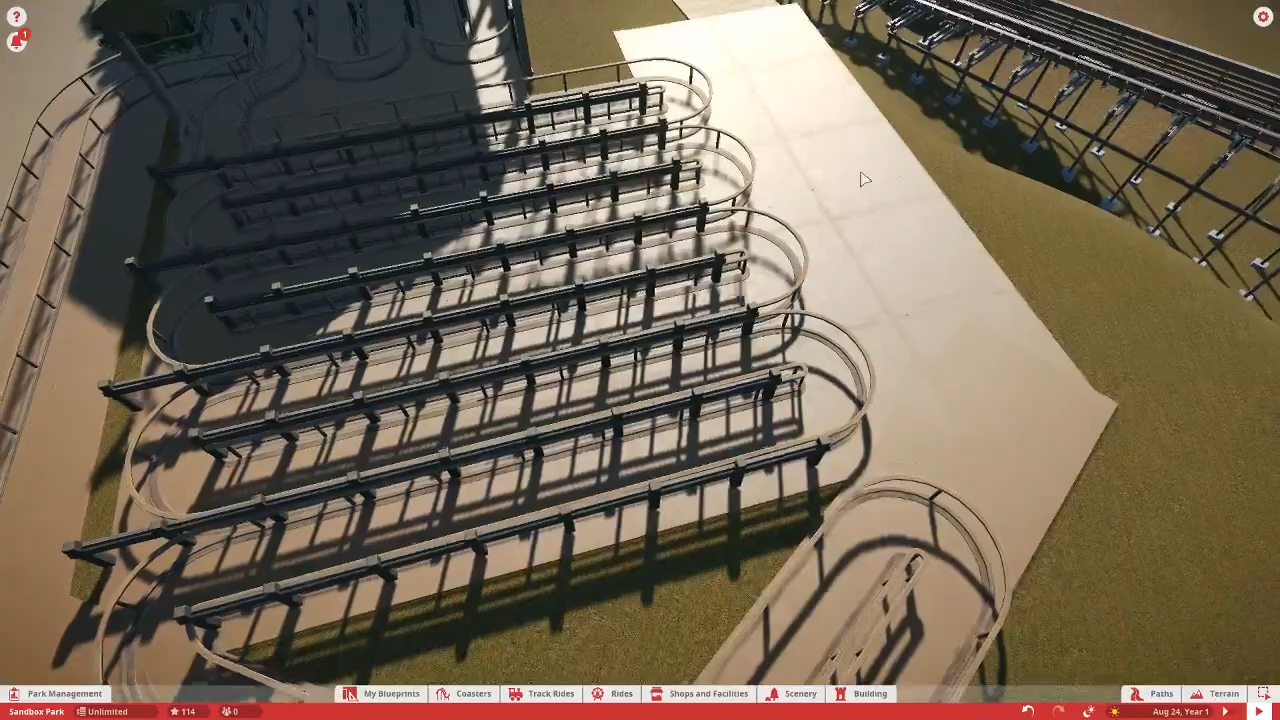 ?
1
Park Management
My Blueprints
Coasters
Track Rides
Rides
Shops and Facilities
Scenery
Building
Paths
Terrain
Sandbox Park
Unlimited
114
0
Aug 24, Year 1